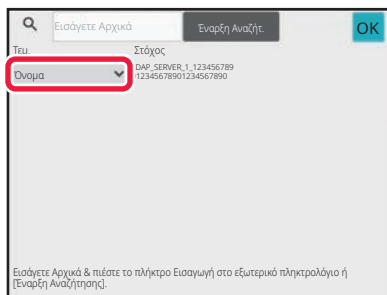 Εισάγετε Αρχικά
Έναρξη Αναζήτ.
OK
Τεμ.
Στόχος
Όνομα
DAP_SERVER_1_123456789
12345678901234567890
Εισάγετε Αρχικά & πιέστε το πλήκτρο Εισαγωγή στο εξωτερικό πληκτρολόγιο ή
[Έναρξη Αναζήτησης].